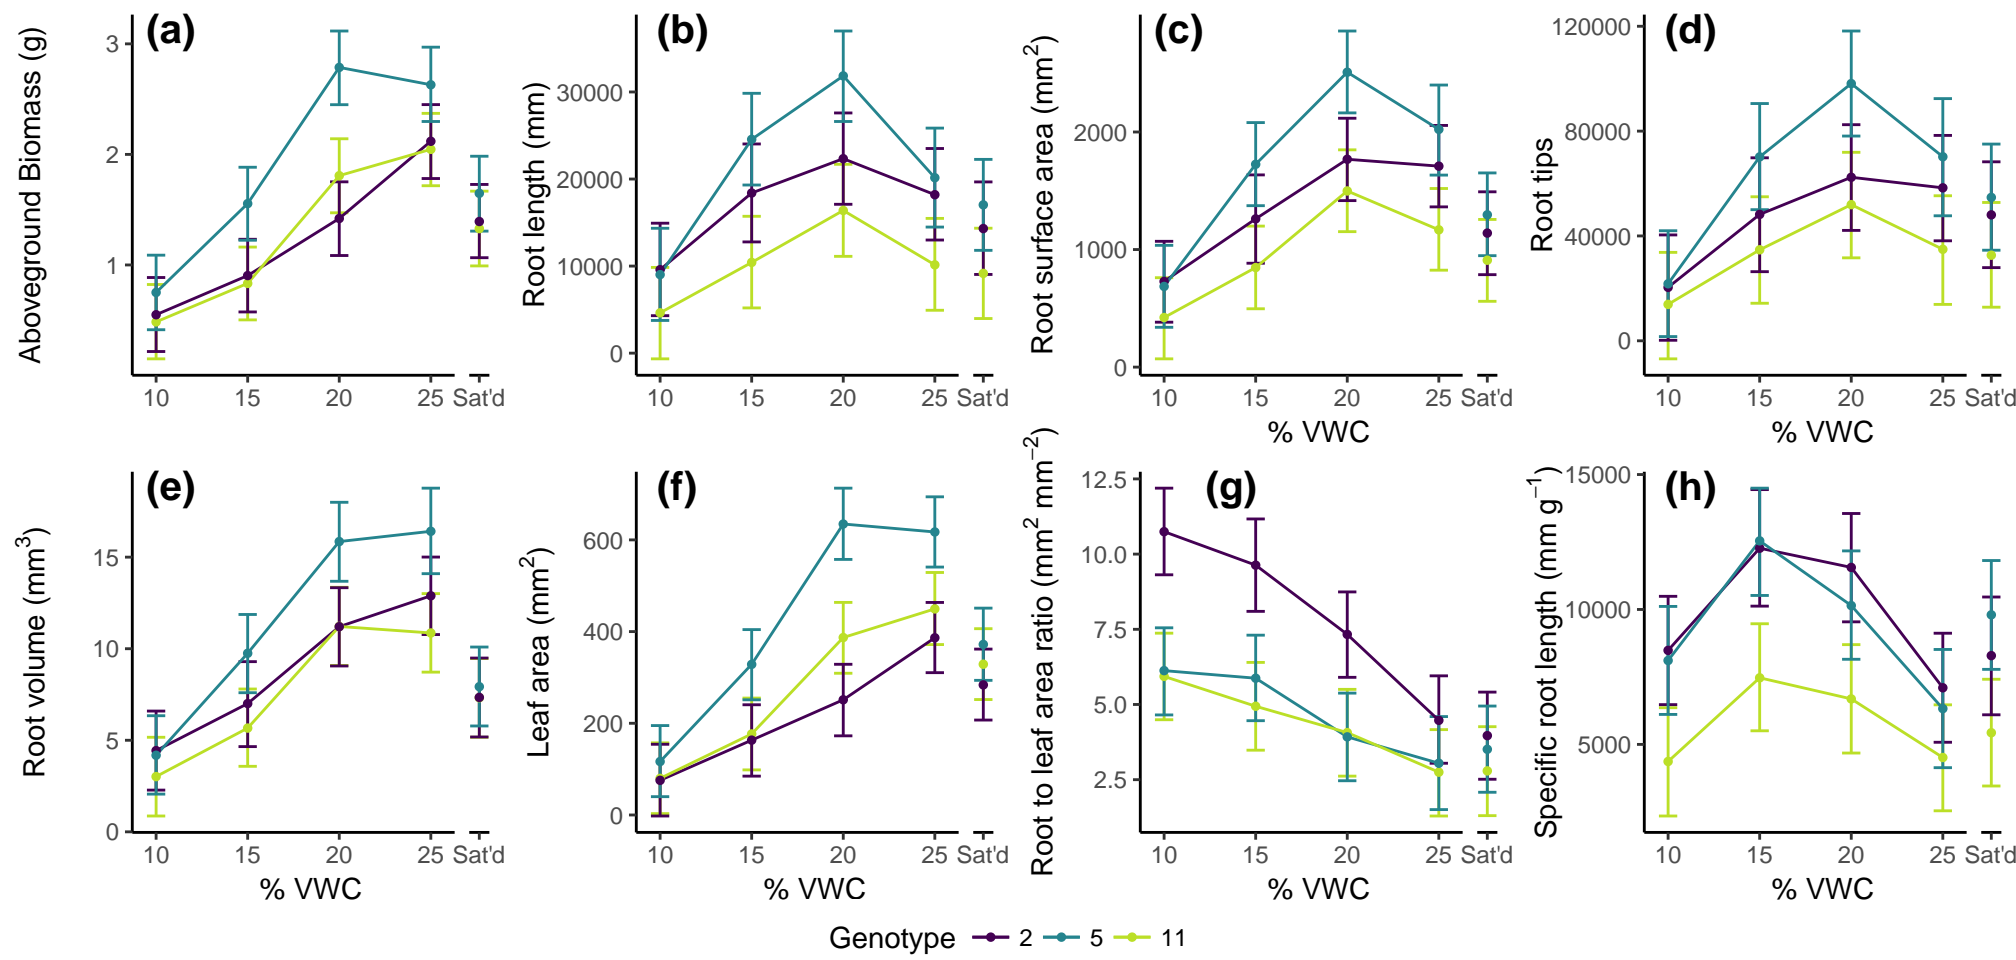 (a)
Aboveground Biomass (g)
3
2
1
10 15 20 25 Sat'd
(b)
Root length (mm)
30000
20000
10000
0
10 15 20 25 Sat'd
(c)
Root surface area (mm²)
2000
1000
0
10 15 20 25 Sat'd
% VWC
(d)
Root tips
120000
80000
40000
0
10 15 20 25 Sat'd
% VWC
(e)
Root volume (mm³)
15
10
5
0
10 15 20 25 Sat'd
% VWC
(f)
Leaf area (mm²)
600
400
200
0
10 15 20 25 Sat'd
% VWC
(g)
Root to leaf area ratio (mm² mm⁻²)
12.5
10.0
7.5
5.0
2.5
10 15 20 25 Sat'd
% VWC
(h)
Specific root length (mm g⁻¹)
15000
10000
5000
10 15 20 25 Sat'd
% VWC
Genotype 2 5 11